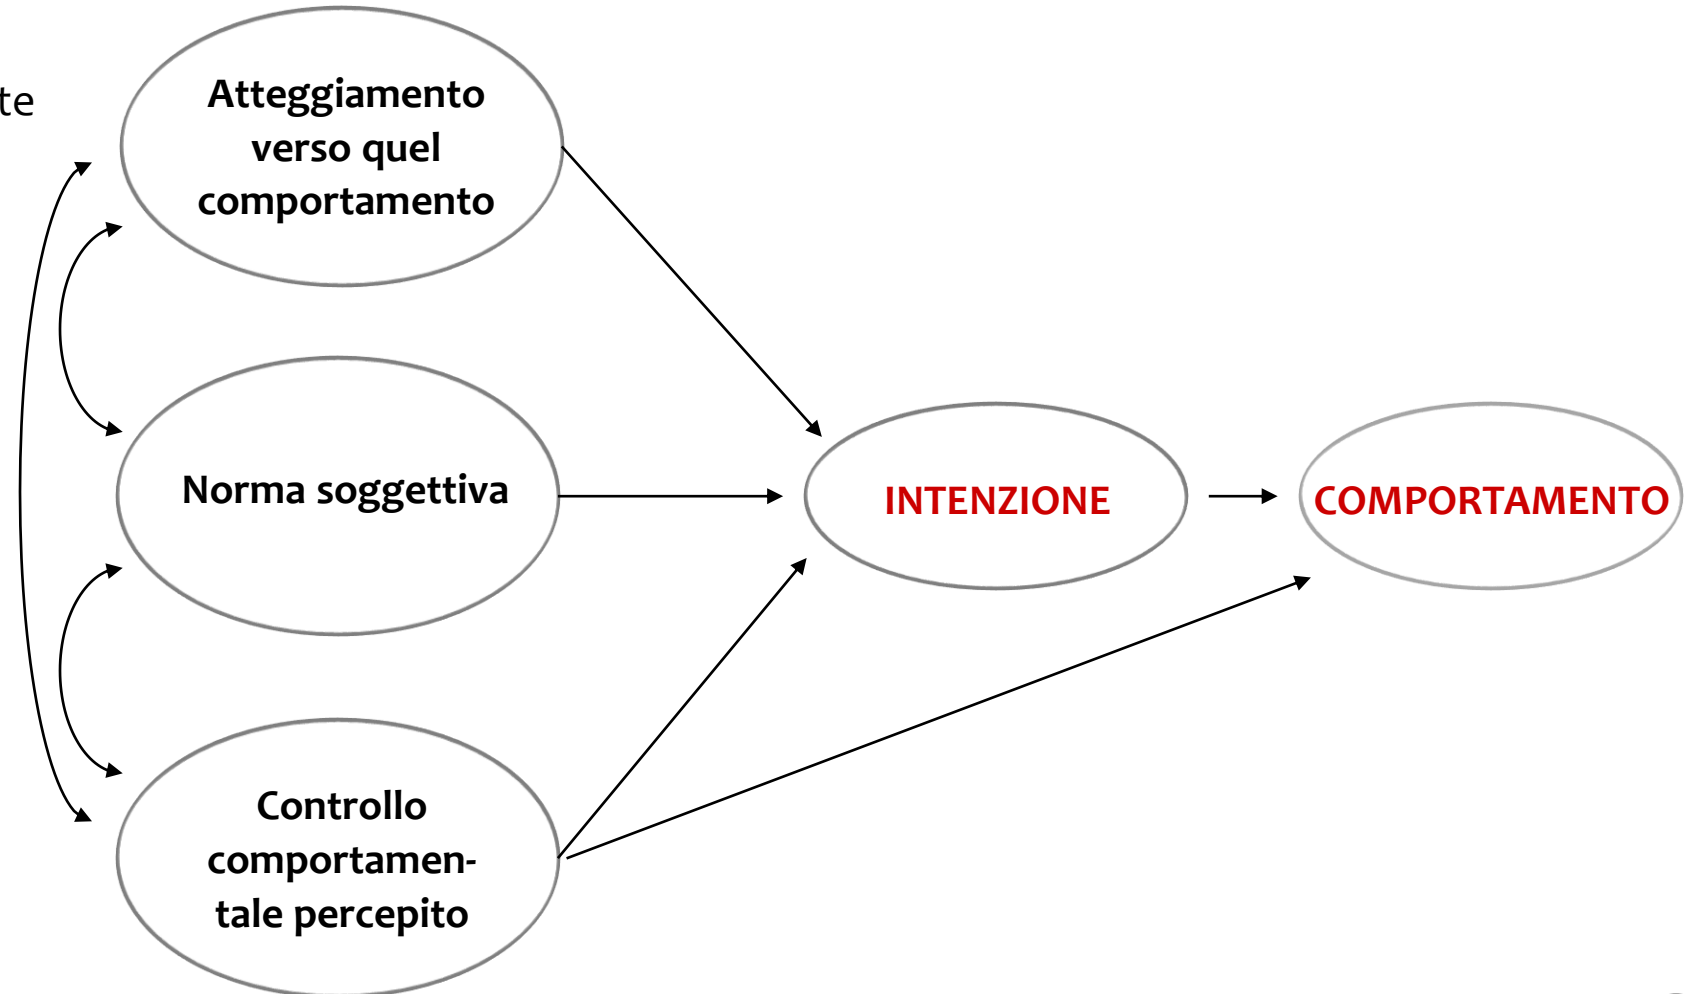 te
Atteggiamento
verso quel
comportamento
Norma soggettiva
INTENZIONE
COMPORTAMENTO
Controllo
comportamen-
tale percepito